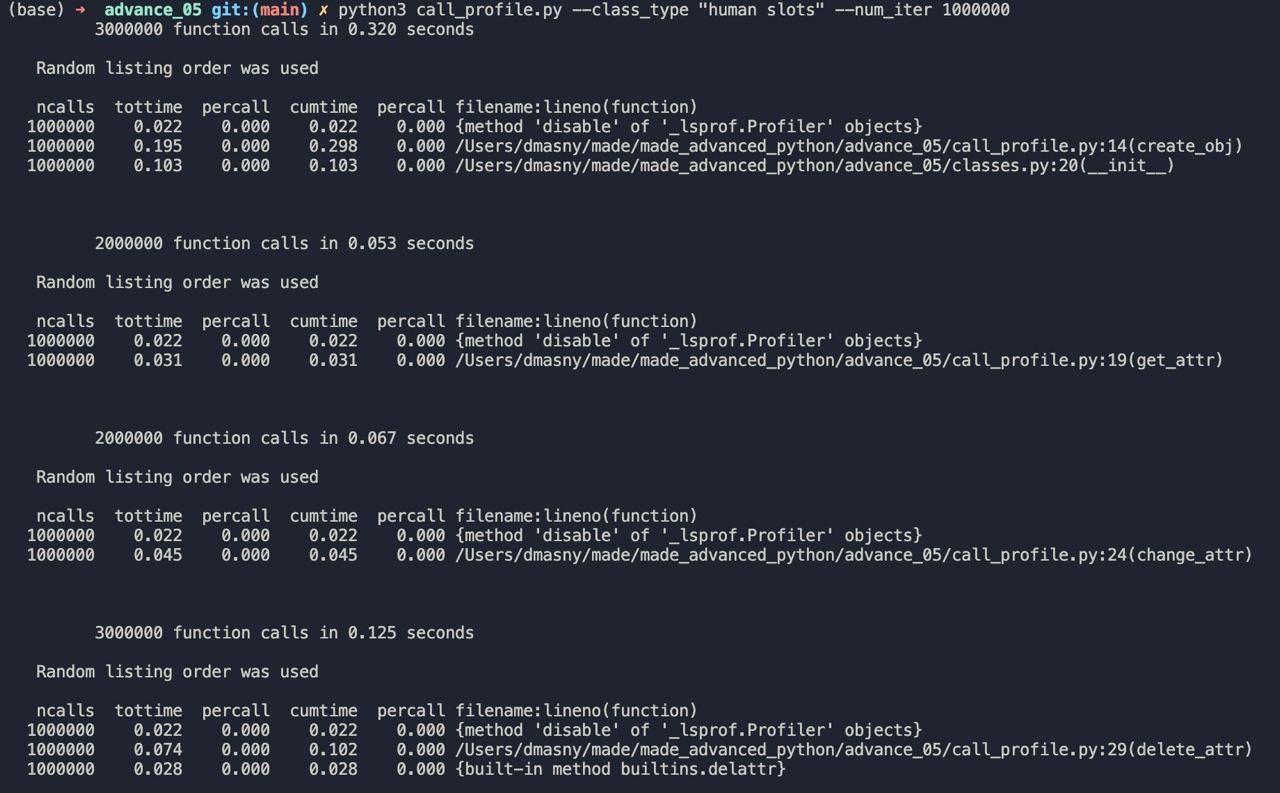 (base) ➜  advance_05 git:(main) ✗ python3 call_profile.py --class_type "human slots" --num_iter 1000000
         3000000 function calls in 0.320 seconds

   Random listing order was used

   ncalls  tottime  percall  cumtime  percall filename:lineno(function)
  1000000    0.022    0.000    0.022    0.000 {method 'disable' of '_lsprof.Profiler' objects}
  1000000    0.195    0.000    0.298    0.000 /Users/dmasny/made/made_advanced_python/advance_05/call_profile.py:14(create_obj)
  1000000    0.103    0.000    0.103    0.000 /Users/dmasny/made/made_advanced_python/advance_05/classes.py:20(__init__)

         2000000 function calls in 0.053 seconds

   Random listing order was used

   ncalls  tottime  percall  cumtime  percall filename:lineno(function)
  1000000    0.022    0.000    0.022    0.000 {method 'disable' of '_lsprof.Profiler' objects}
  1000000    0.031    0.000    0.031    0.000 /Users/dmasny/made/made_advanced_python/advance_05/call_profile.py:19(get_attr)

         2000000 function calls in 0.067 seconds

   Random listing order was used

   ncalls  tottime  percall  cumtime  percall filename:lineno(function)
  1000000    0.022    0.000    0.022    0.000 {method 'disable' of '_lsprof.Profiler' objects}
  1000000    0.045    0.000    0.045    0.000 /Users/dmasny/made/made_advanced_python/advance_05/call_profile.py:24(change_attr)

         3000000 function calls in 0.125 seconds

   Random listing order was used

   ncalls  tottime  percall  cumtime  percall filename:lineno(function)
  1000000    0.022    0.000    0.022    0.000 {method 'disable' of '_lsprof.Profiler' objects}
  1000000    0.074    0.000    0.102    0.000 /Users/dmasny/made/made_advanced_python/advance_05/call_profile.py:29(delete_attr)
  1000000    0.028    0.000    0.028    0.000 {built-in method builtins.delattr}